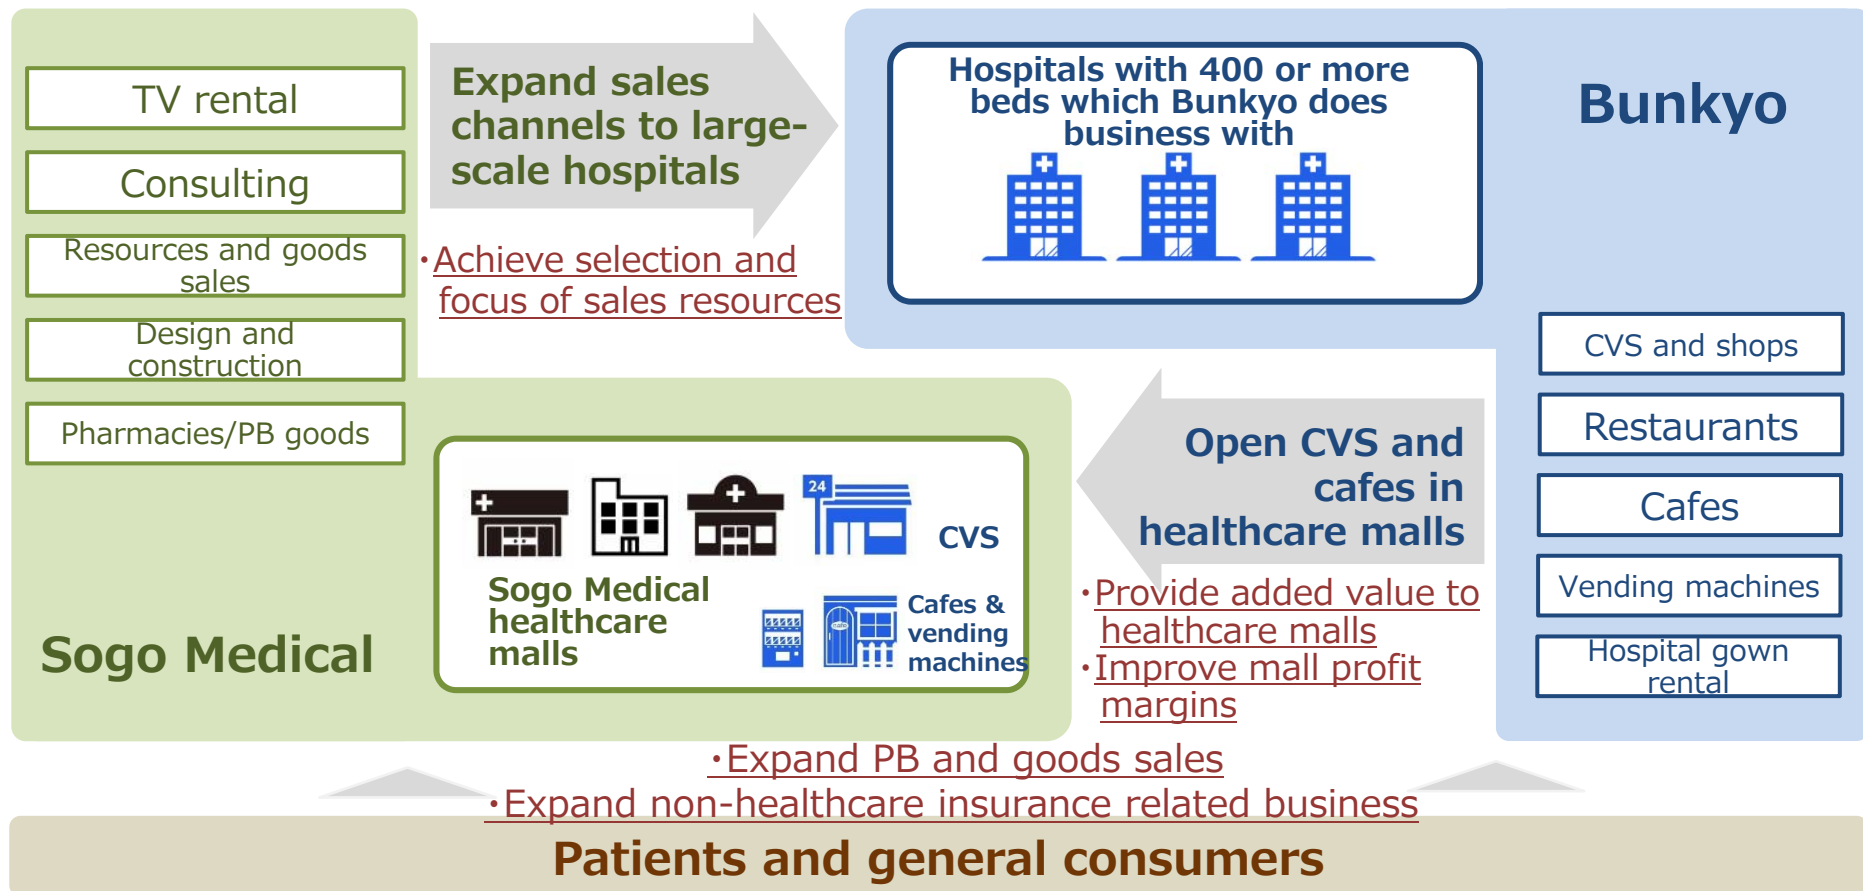 TV rental
Consulting
Resources and goods
sales
Design and
construction
Pharmacies/PB goods
Sogo Medical
Expand sales
channels to large-
scale hospitals
・Achieve selection and
focus of sales resources
Hospitals with 400 or more
beds which Bunkyo does
business with
Bunkyo
CVS and shops
Restaurants
Cafes
Vending machines
Hospital gown
rental
Open CVS and
cafes in
healthcare malls
・Provide added value to
healthcare malls
・Improve mall profit
margins
24
CVS
Sogo Medical
healthcare
malls
Cafes &
vending
machines
・Expand PB and goods sales
・Expand non-healthcare insurance related business
Patients and general consumers